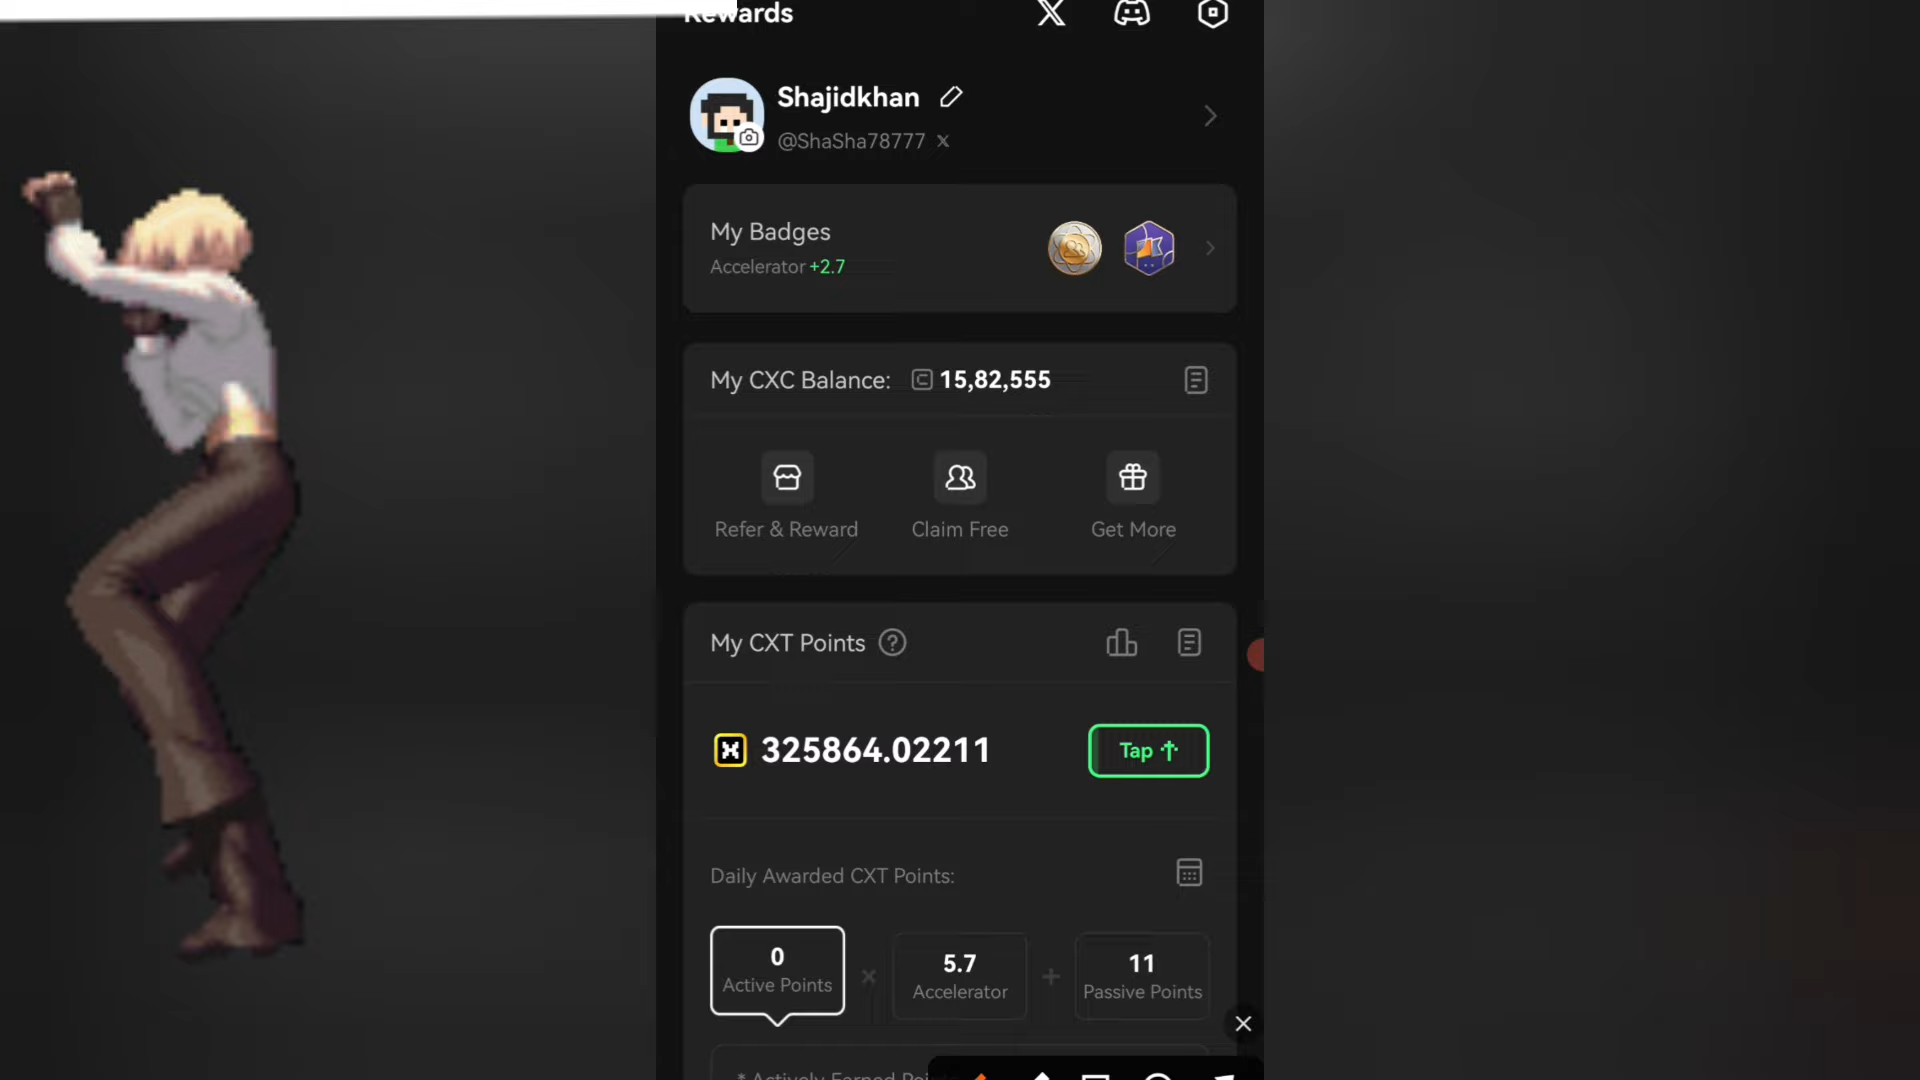 Rewards
Shajidkhan
@ShaSha78777
My Badges
Accelerator +2.7
My CXC Balance: 15,82,555
Refer & Reward
Claim Free
Get More
My CXT Points
325864.02211
Tap
Daily Awarded CXT Points:
0
Active Points
×
5.7
Accelerator
+
11
Passive Points
* Actively Earned